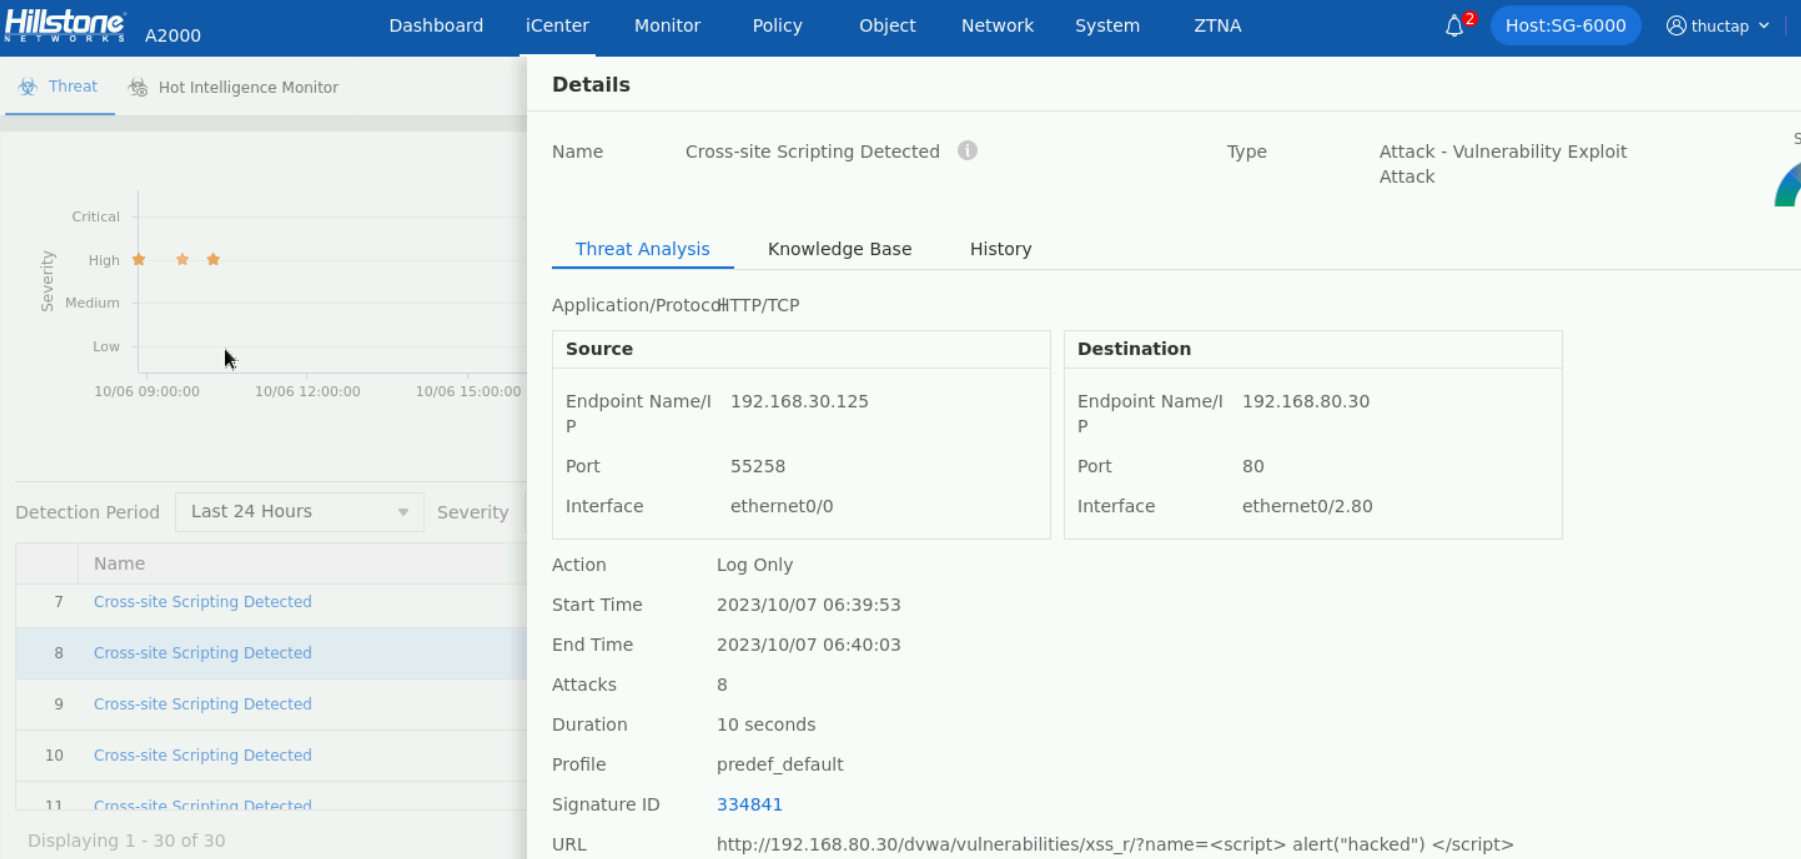 Hillstone
NETWORKS
A2000
Dashboard
iCenter
Monitor
Policy
Object
Network
System
ZTNA
2
Host:SG-6000
thuctap
Threat
Hot Intelligence Monitor
Details
Name
Cross-site Scripting Detected
Type
Attack - Vulnerability Exploit
Attack
S
Severity
Critical
High
Medium
Low
10/06 09:00:00
10/06 12:00:00
10/06 15:00:00
Threat Analysis
Knowledge Base
History
Application/Protocol
HTTP/TCP
Source
Endpoint Name/I
P
192.168.30.125
Port
55258
Interface
ethernet0/0
Destination
Endpoint Name/I
P
192.168.80.30
Port
80
Interface
ethernet0/2.80
Detection Period
Last 24 Hours
Severity
Name
7 Cross-site Scripting Detected
8 Cross-site Scripting Detected
9 Cross-site Scripting Detected
10 Cross-site Scripting Detected
11 Cross-site Scripting Detected
Displaying 1 - 30 of 30
Action Log Only
Start Time 2023/10/07 06:39:53
End Time 2023/10/07 06:40:03
Attacks 8
Duration 10 seconds
Profile predef_default
Signature ID 334841
URL http://192.168.80.30/dvwa/vulnerabilities/xss_r/?name=<script> alert("hacked") </script>